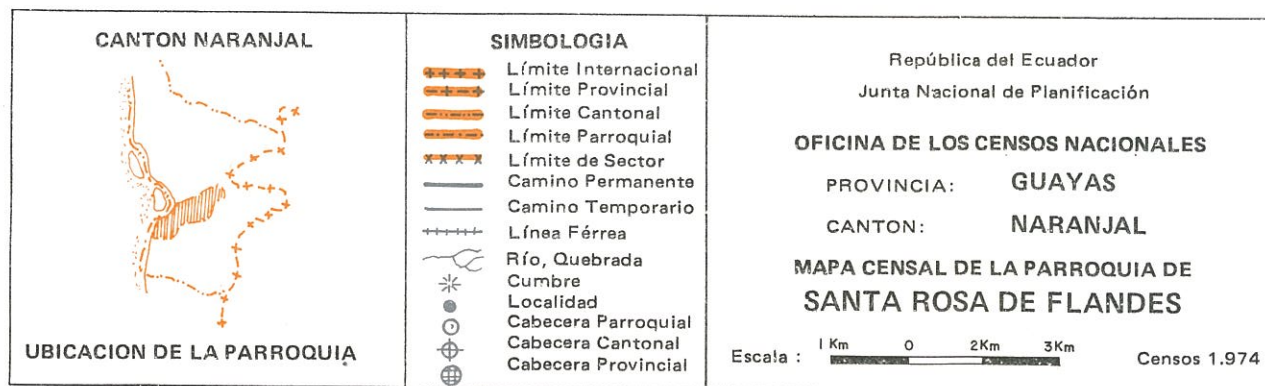 CANTON NARANJAL
UBICACION DE LA PARROQUIA
SIMBOLOGIA
Límite Internacional
Límite Provincial
Límite Cantonal
Límite Parroquial
Límite de Sector
Camino Permanente
Camino Temporario
Línea Férrea
Río, Quebrada
Cumbre
Localidad
Cabecera Parroquial
Cabecera Cantonal
Cabecera Provincial
República del Ecuador
Junta Nacional de Planificación
OFICINA DE LOS CENSOS NACIONALES
PROVINCIA: GUAYAS
CANTON: NARANJAL
MAPA CENSAL DE LA PARROQUIA DE
SANTA ROSA DE FLANDES
Escala : 1 Km 0 2Km 3Km Censos 1.974